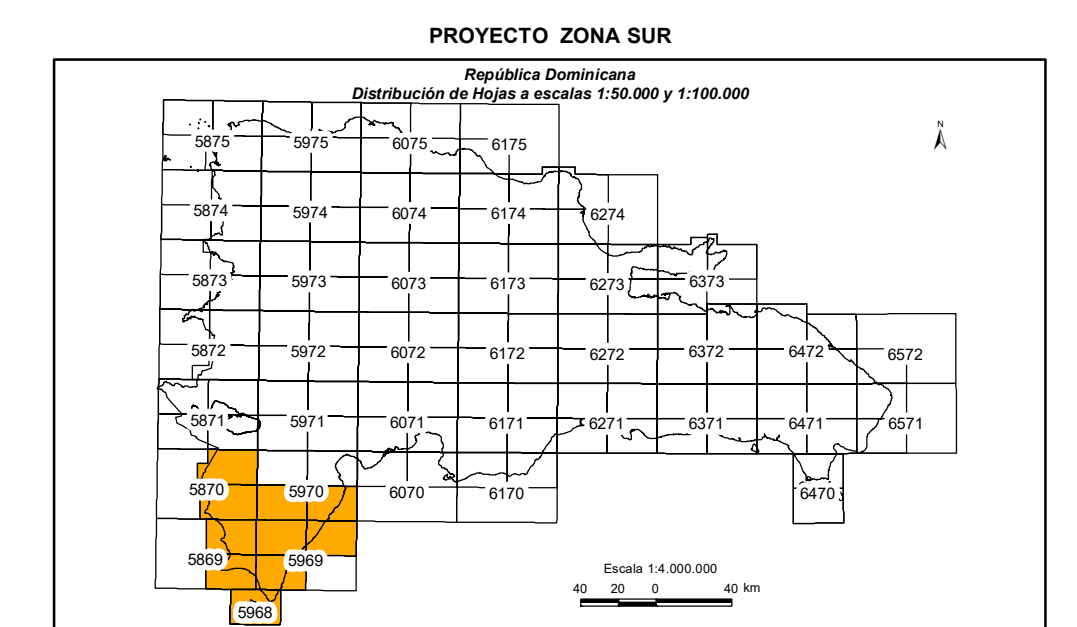 PROYECTO ZONA SUR
República Dominicana
Distribución de Hojas a escalas 1:50.000 y 1:100.000
N
5875 5975 6075 6175
5874 5974 6074 6174 6274
5873 5973 6073 6173 6273 6373
5872 5972 6072 6172 6272 6372 6472 6572
5871 5971 6071 6171 6271 6371 6471 6571
5870 5970 6070 6170 6470
5869 5969
Escala 1:4.000.000
40 20 0 40 km
5968